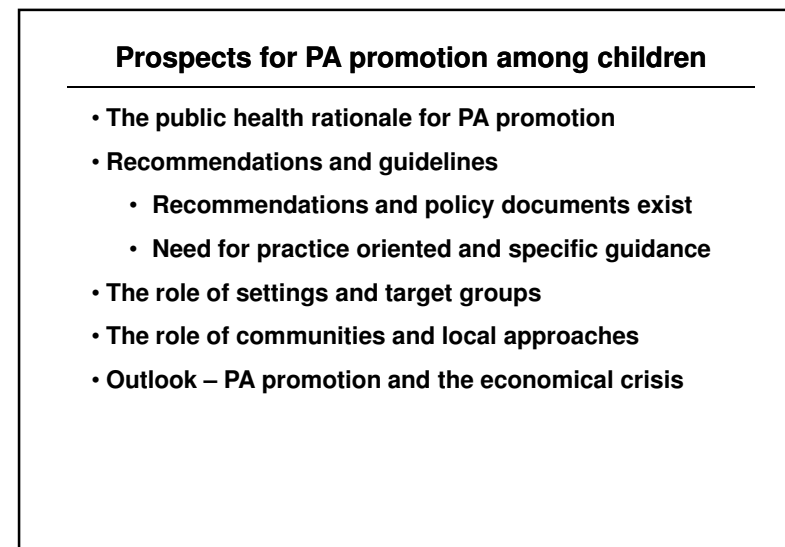 Prospects for PA promotion among children
• The public health rationale for PA promotion
• Recommendations and guidelines
• Recommendations and policy documents exist
• Need for practice oriented and specific guidance
• The role of settings and target groups
• The role of communities and local approaches
• Outlook – PA promotion and the economical crisis